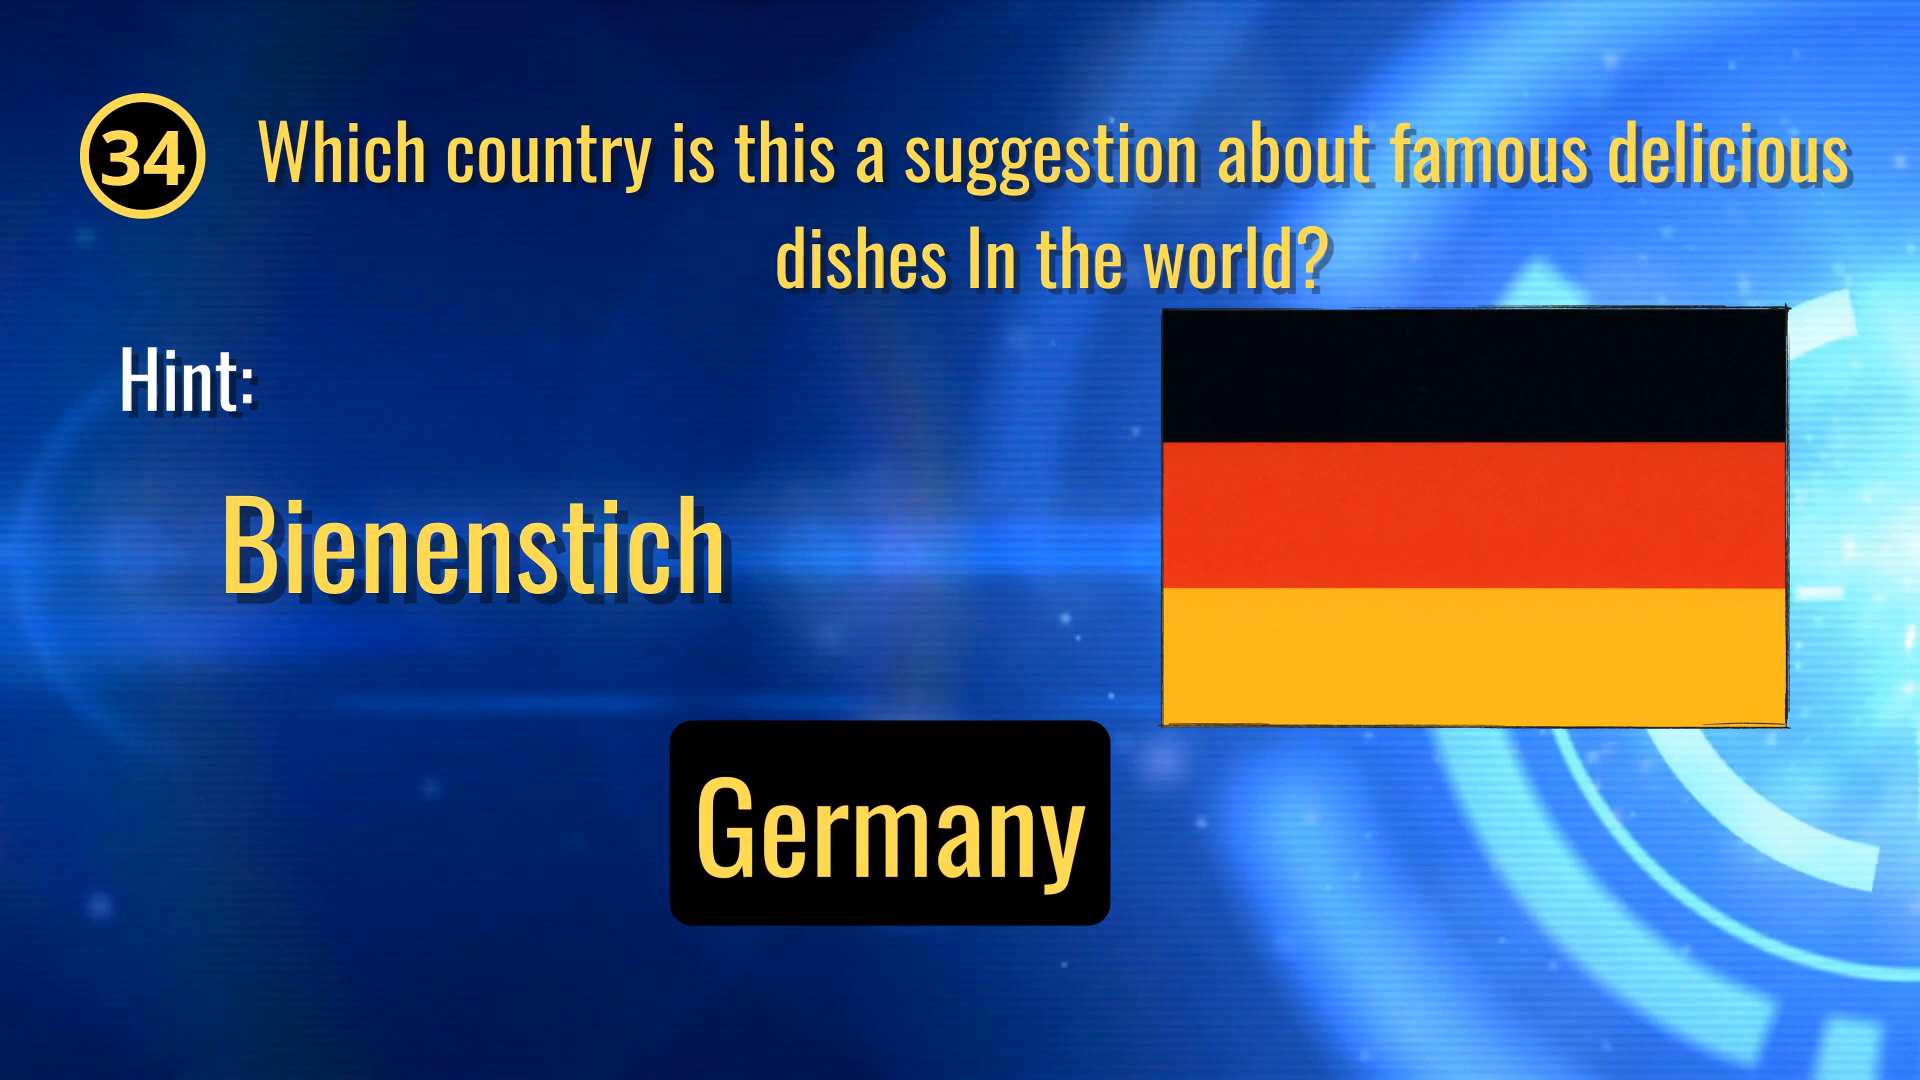 34
Which country is this a suggestion about famous delicious
dishes In the world?
Hint:
Bienenstich
Germany